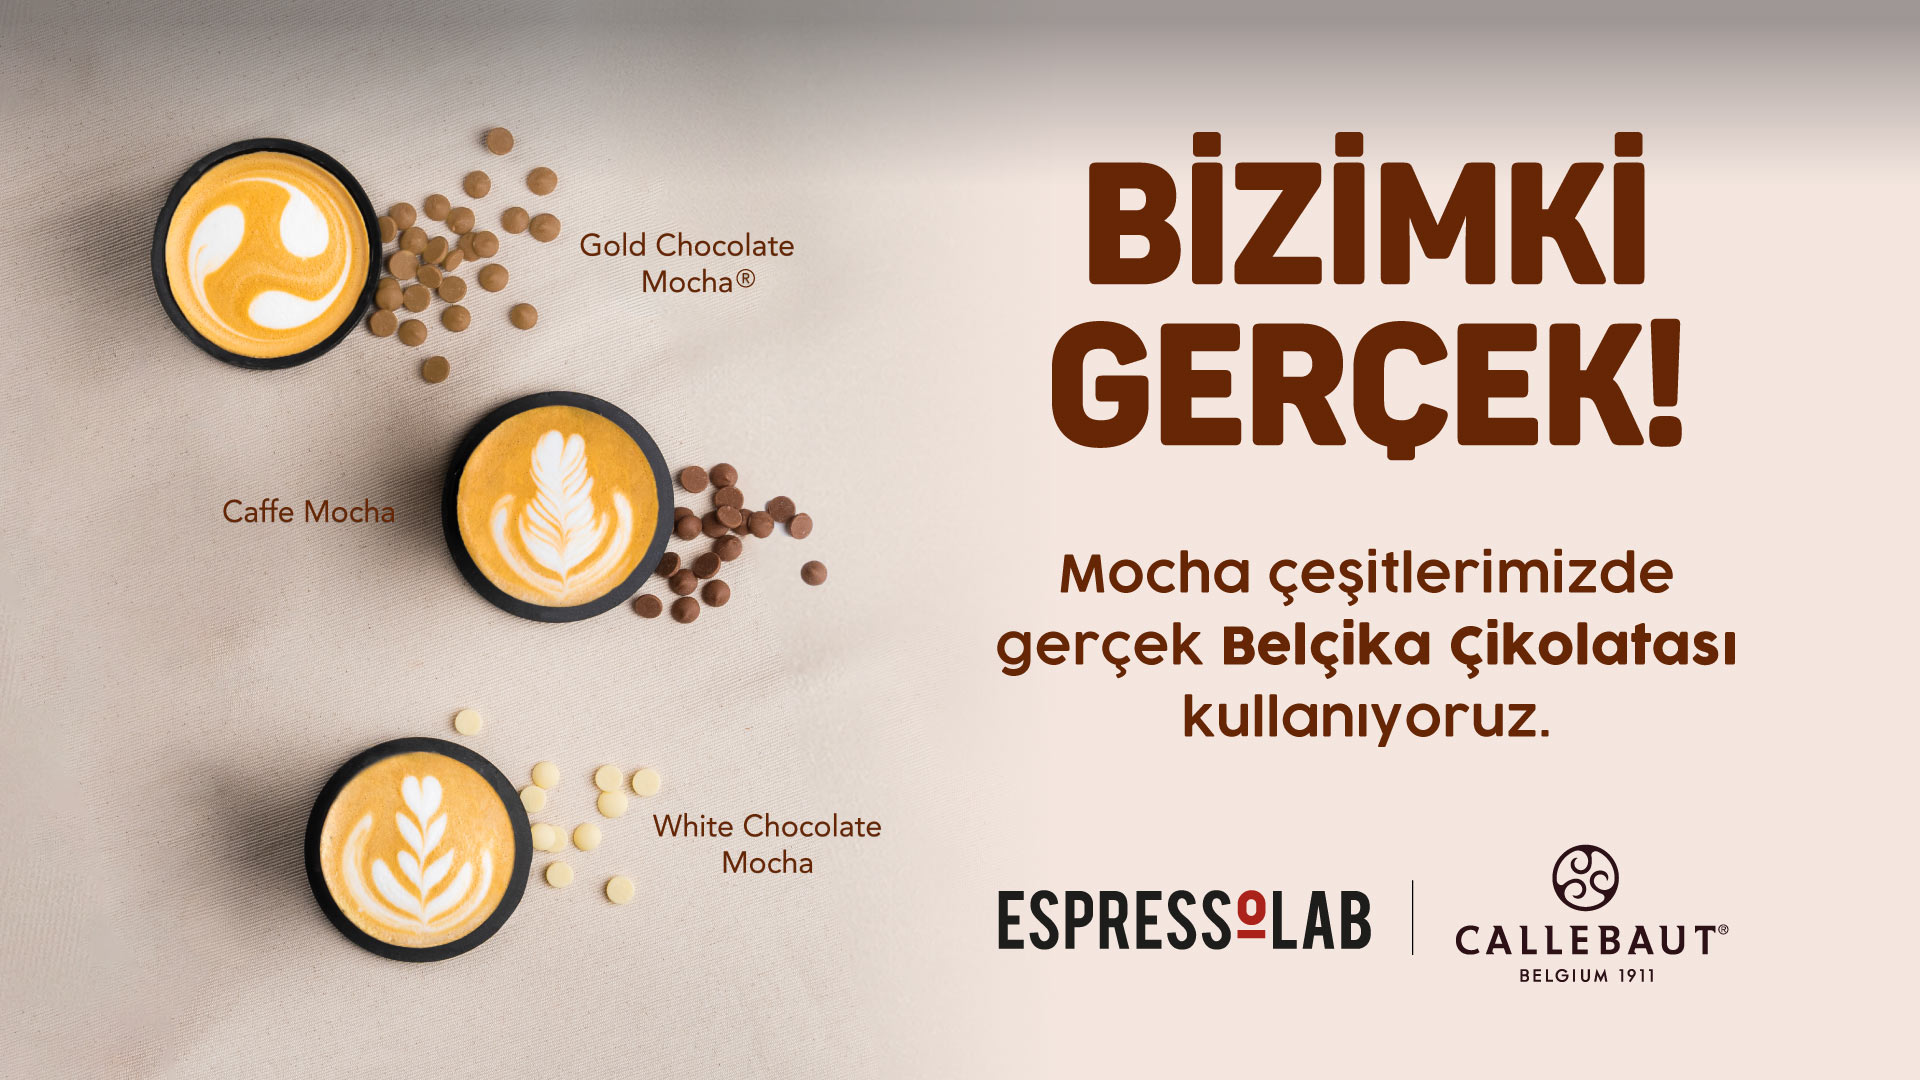 BİZİMKİ
GERÇEK!
Gold Chocolate
Mocha®
Caffe Mocha
White Chocolate
Mocha
Mocha çeşitlerimizde
gerçek Belçika Çikolatası
kullanıyoruz.
ESPRESSOLAB
CALLEBAUT®
BELGIUM 1911